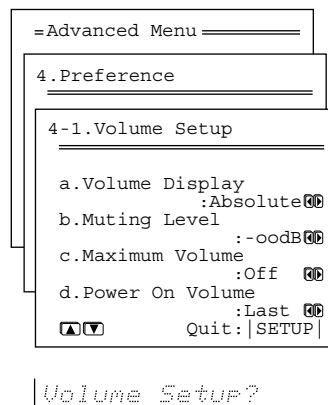 =Advanced Menu
4.Preference
4-1.Volume Setup
a.Volume Display
:Absolute
b.Muting Level
:-oodB
c.Maximum Volume
:Off
d.Power On Volume
:Last
Quit:|SETUP|
Volume Setup?